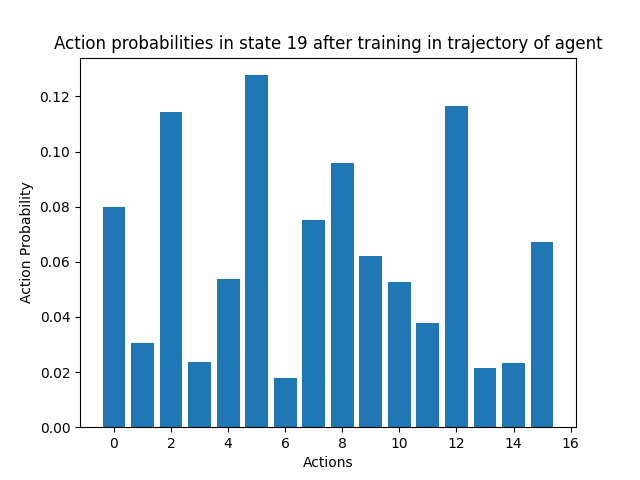 Action probabilities in state 19 after training in trajectory of agent
0.12
0.10
0.08
0.06
0.04
0.02
0.00
Action Probability
0 2 4 6 8 10 12 14 16
Actions